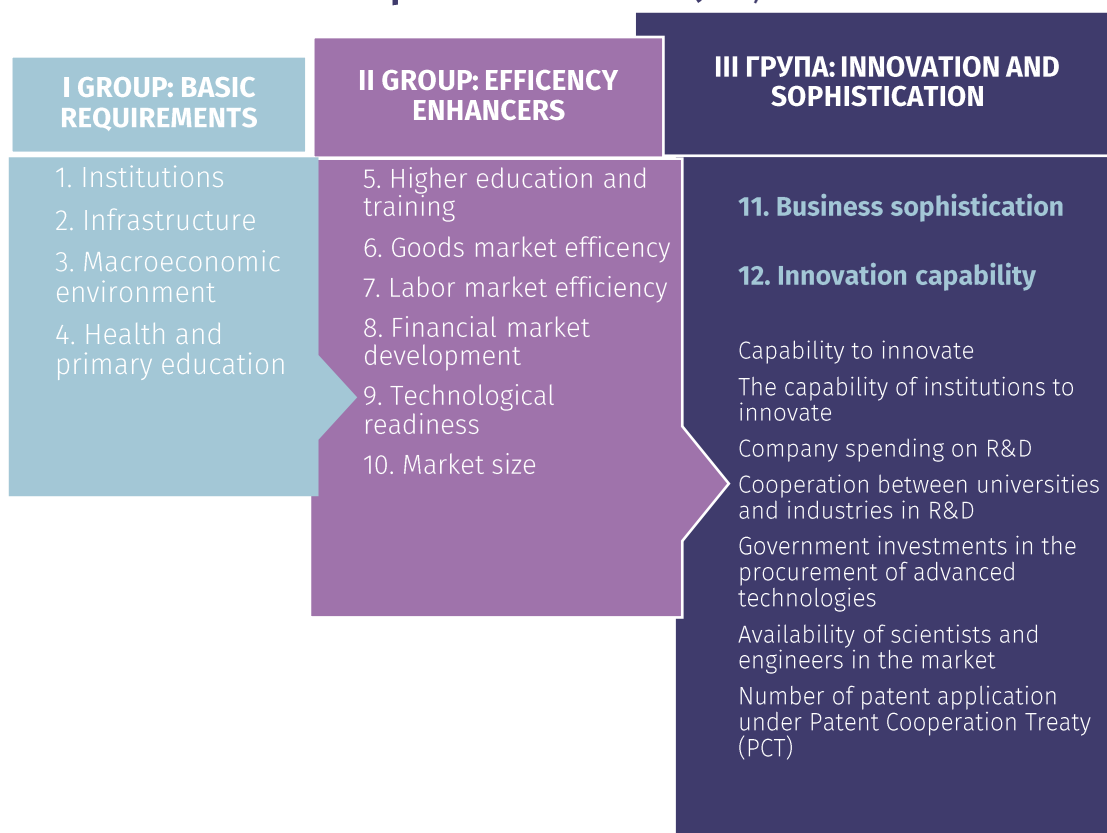 I GROUP: BASIC
REQUIREMENTS
1. Institutions
2. Infrastructure
3. Macroeconomic
environment
4. Health and
primary education
II GROUP: EFFICENCY
ENHANCERS
5. Higher education and
training
6. Goods market efficency
7. Labor market efficiency
8. Financial market
development
9. Technological
readiness
10. Market size
III ГРУПА: INNOVATION AND
SOPHISTICATION
11. Business sophistication
12. Innovation capability
Capability to innovate
The capability of institutions to
innovate
Company spending on R&D
Cooperation between universities
and industries in R&D
Government investments in the
procurement of advanced
technologies
Availability of scientists and
engineers in the market
Number of patent application
under Patent Cooperation Treaty
(PCT)